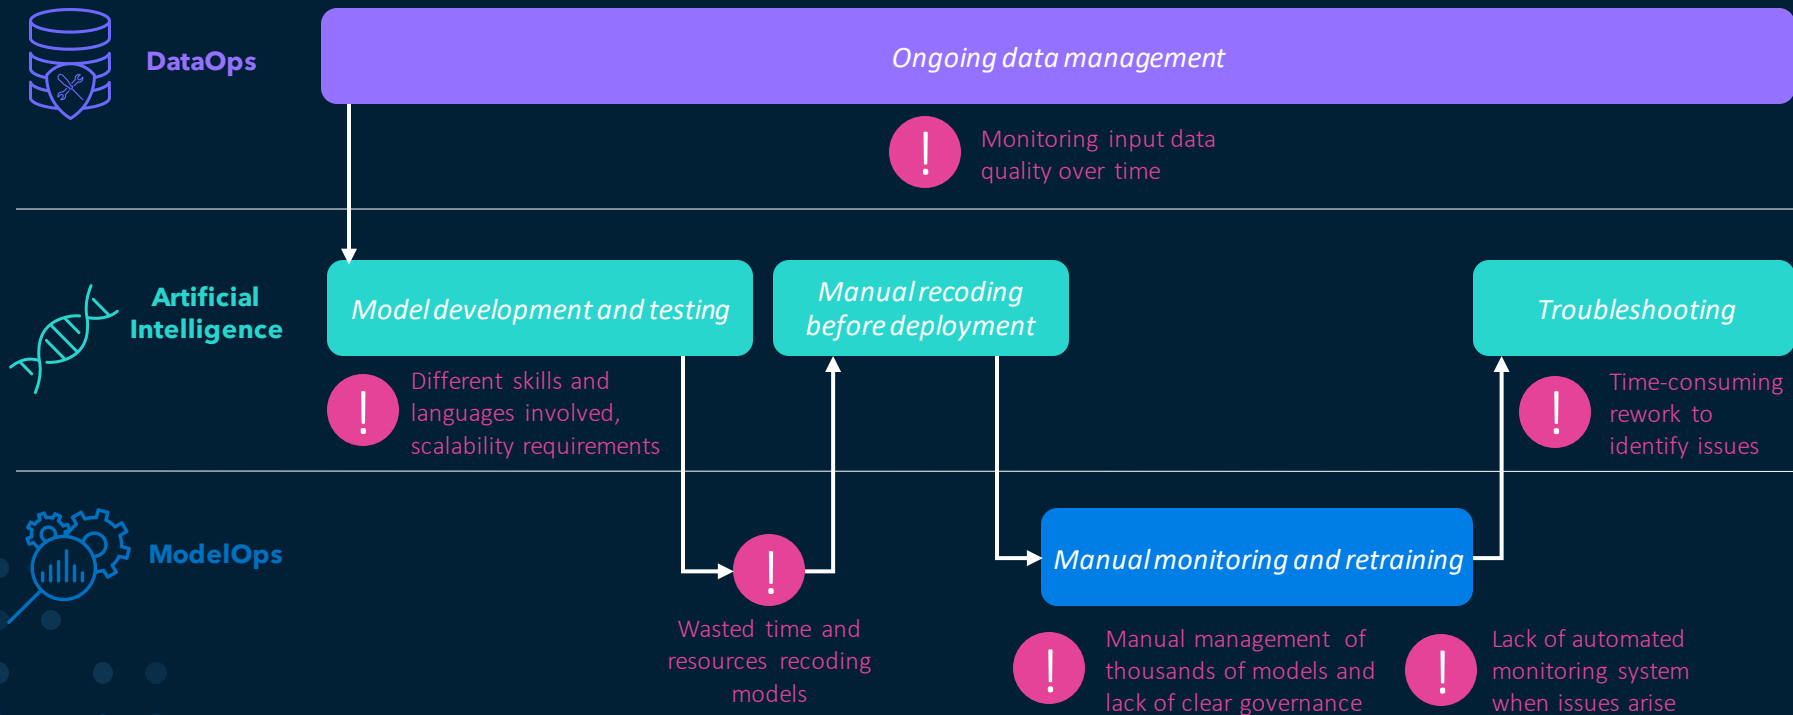 DataOps
Ongoing data management
!
Monitoring input data
quality over time
Artificial
Intelligence
Model development and testing
Manual recoding
before deployment
Troubleshooting
!
Different skills and
languages involved,
scalability requirements
!
Time-consuming
rework to
identify issues
ModelOps
!
Wasted time and
resources recoding
models
Manual monitoring and retraining
!
Manual management of
thousands of models and
lack of clear governance
!
Lack of automated
monitoring system
when issues arise